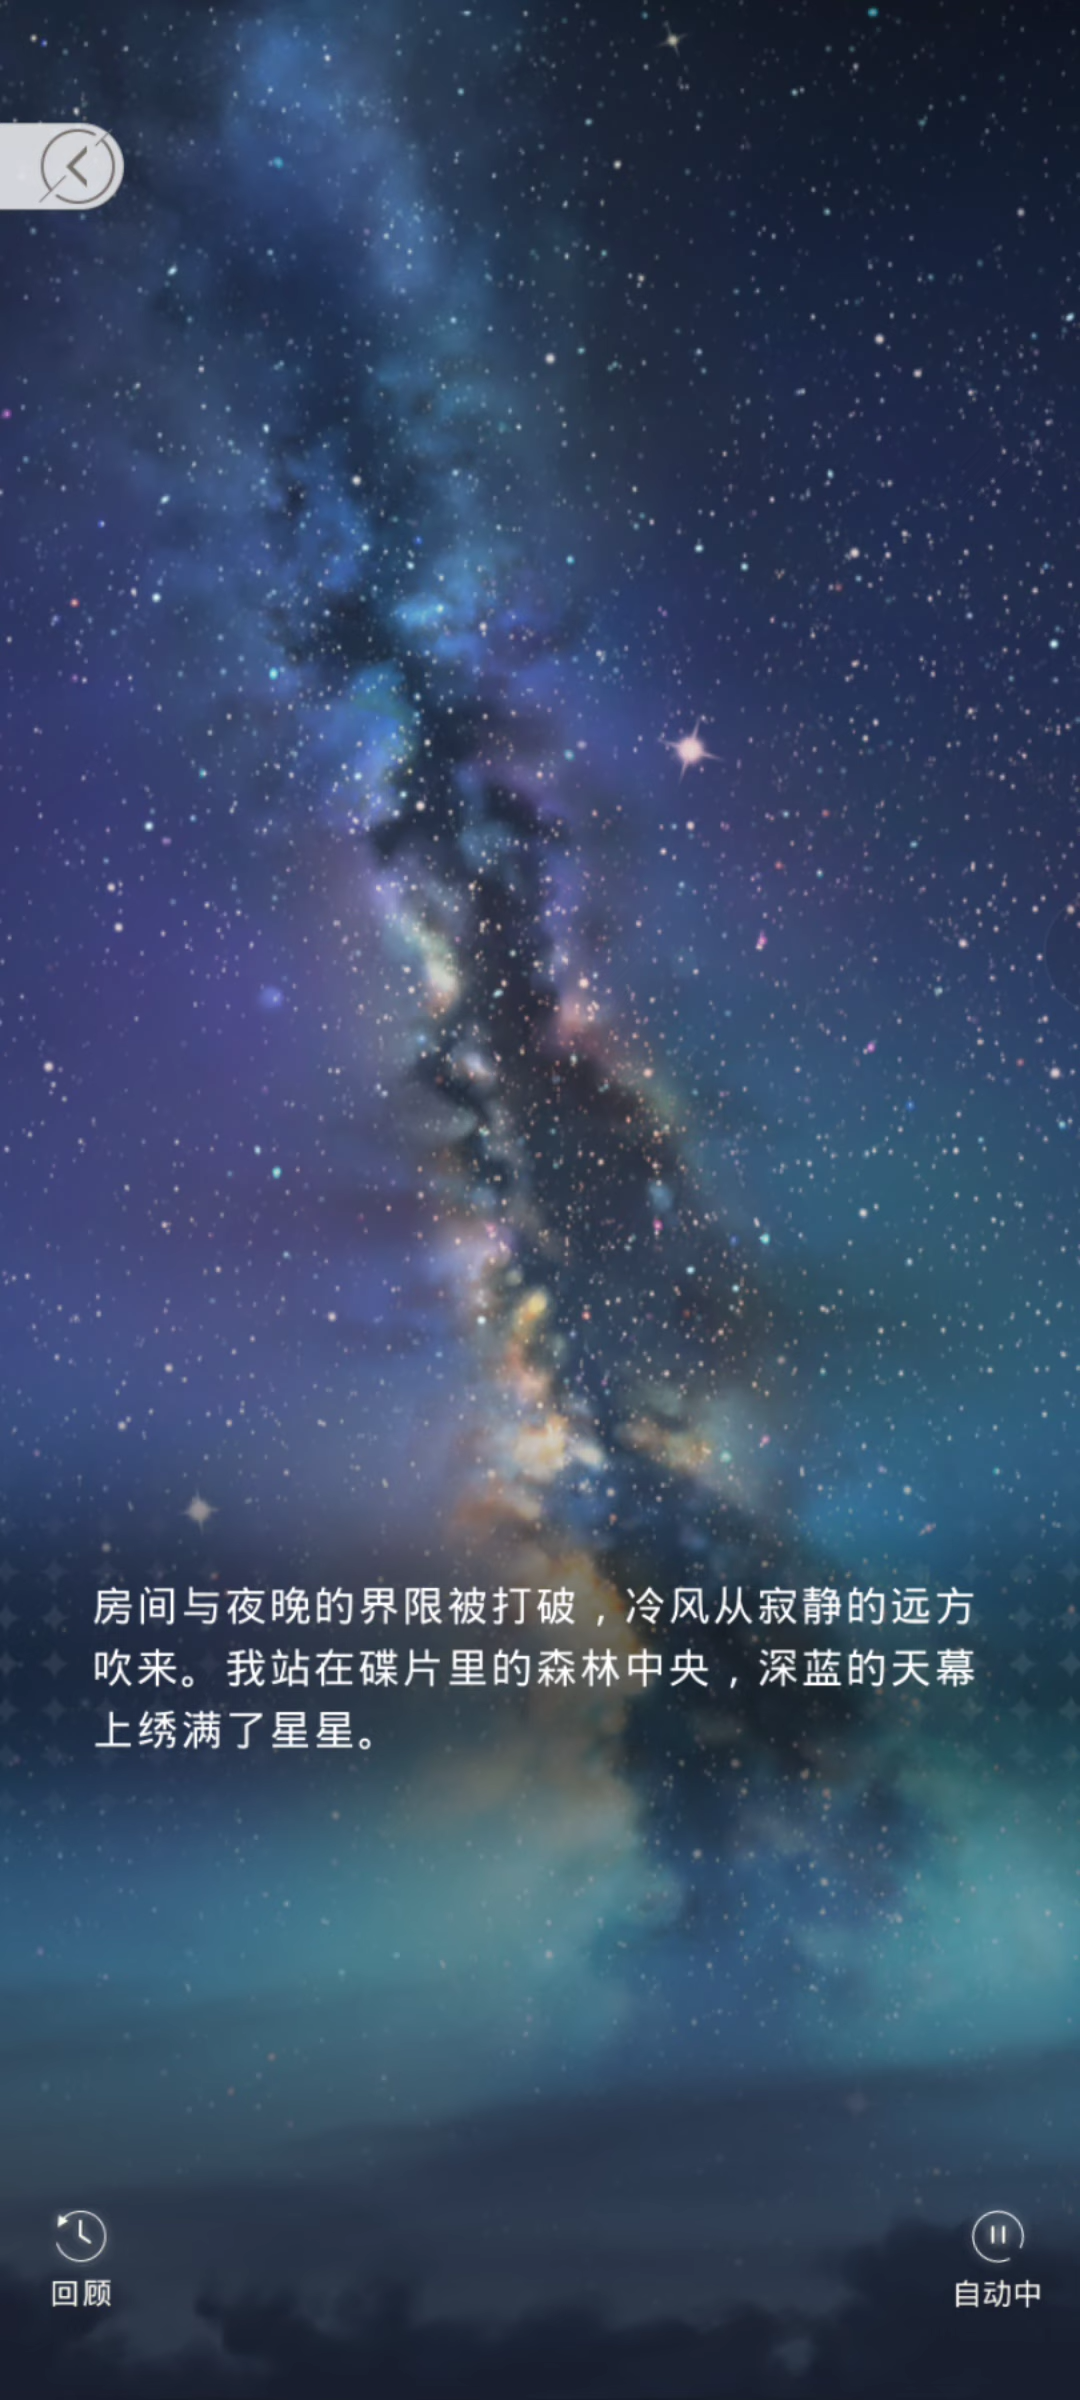 房间与夜晚的界限被打破，冷风从寂静的远方
吹来。我站在碟片里的森林中央，深蓝的天幕
上绣满了星星。
回顾
自动中